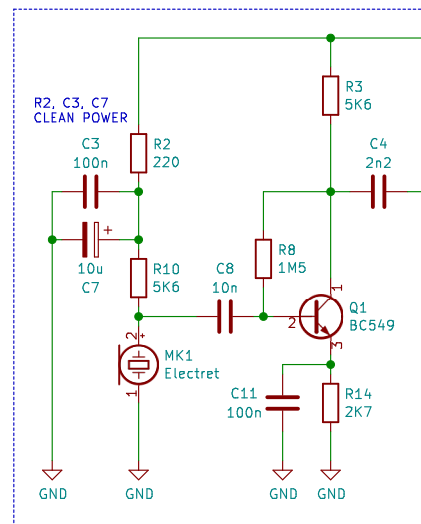 R2, C3, C7
CLEAN POWER
R3
5K6
C3
100n
R2
220
C4
2n2
10u
C7
R10
5K6
C8
10n
R8
1M5
1
2
3
Q1
BC549
2
1
MK1
Electret
C11
100n
R14
2K7
GND
GND
GND
GND